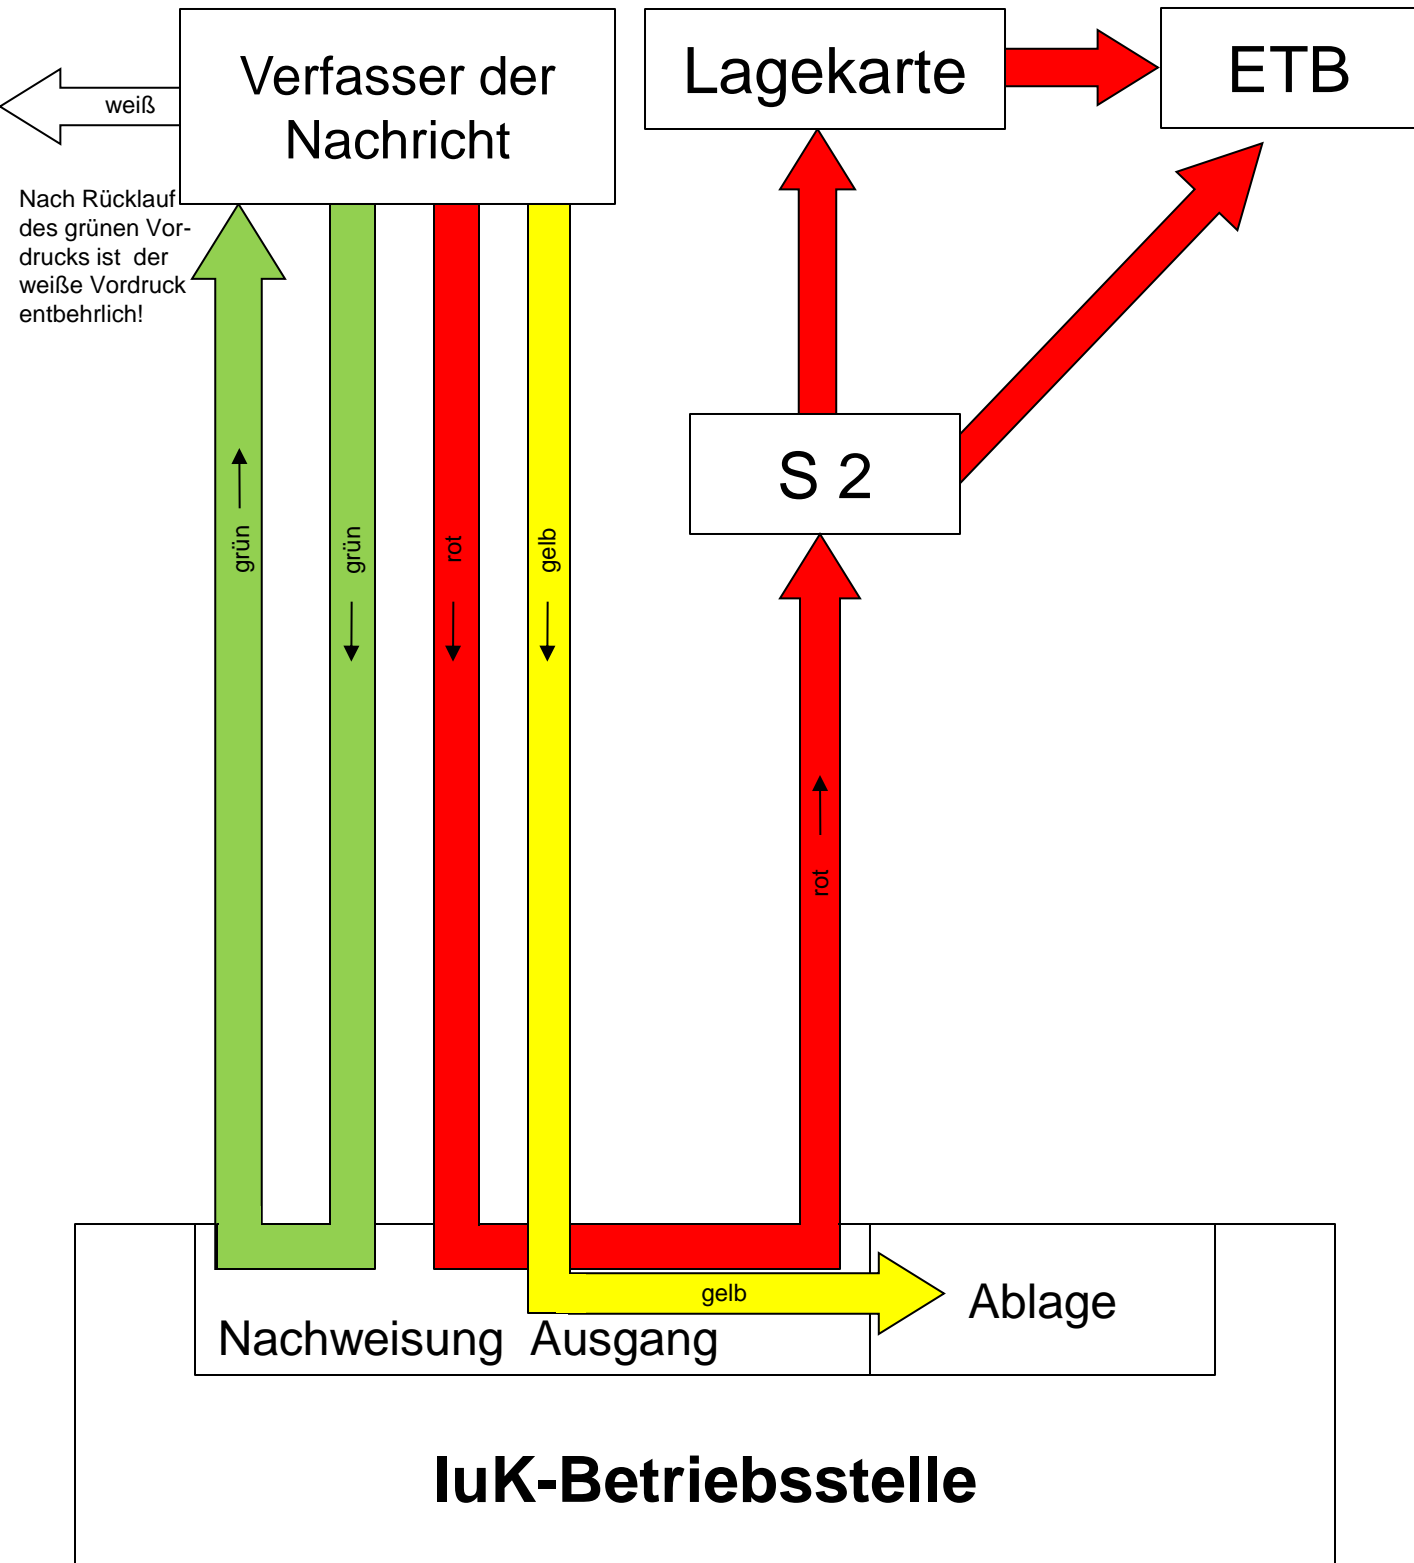 Verfasser der
Nachricht
Lagekarte
ETB
weiß
Nach Rücklauf
des grünen Vor-
drucks ist  der
weiße Vordruck
entbehrlich!
S 2
grün
grün
rot
gelb
rot
gelb
Ablage
Nachweisung  Ausgang
IuK-Betriebsstelle